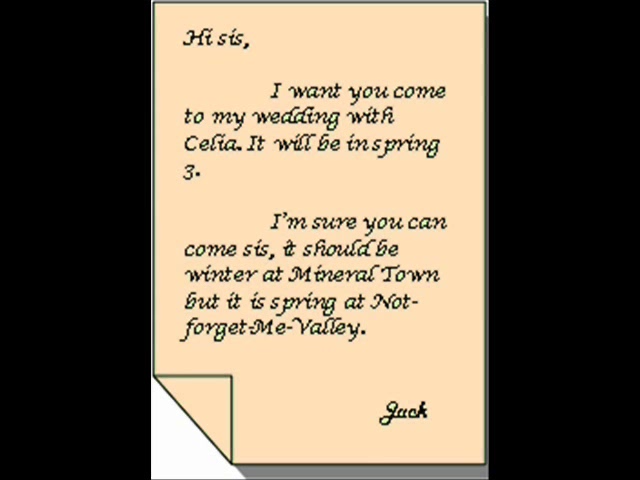 Hi sis,
I want you come
to my wedding with
Celia. It will be in spring
3.
I'm sure you can
come sis, it should be
winter at Mineral Town
but it is spring at Not-
forget-Me-Valley.
Jack